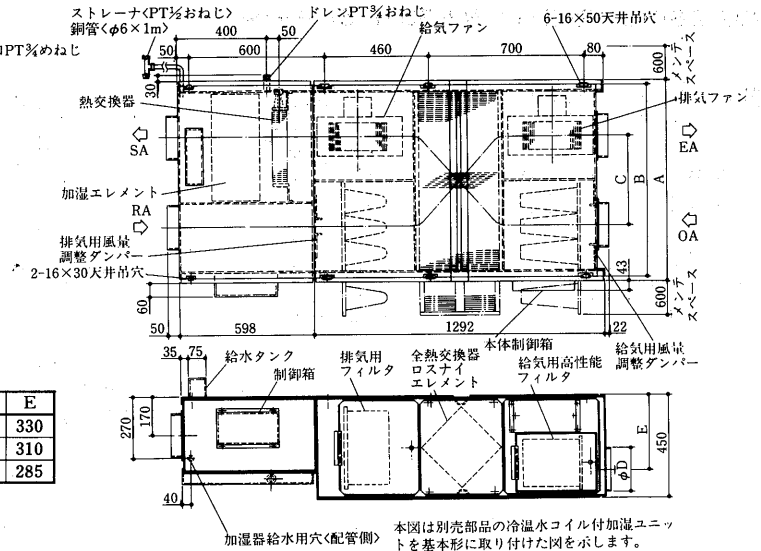 ストレーナ<PT½おねじ>
銅管<φ6×1m>
ドレンPT¾おねじ
6-16×50天井吊穴
PT¾めねじ
400
50
給気ファン
50
600
460
700
80
600
メンテスペース
30
熱交換器
排気ファン
SA
EA
C
B
A
加湿エレメント
RA
OA
排気用風量
調整ダンパー
2-16×30天井吊穴
43
60
600
メンテスペース
50
598
1292
22
本体制御箱
給気用風量
調整ダンパー
35
75
給水タンク
制御箱
排気用
フィルタ
全熱交換器
ロスナイ
エレメント
給気用高性能
フィルタ
E
330
310
285
270
170
E
450
φD
40
加湿器給水用穴<配管側>
本図は別売部品の冷温水コイル付加湿ユニッ
トを基本形に取り付けた図を示します。